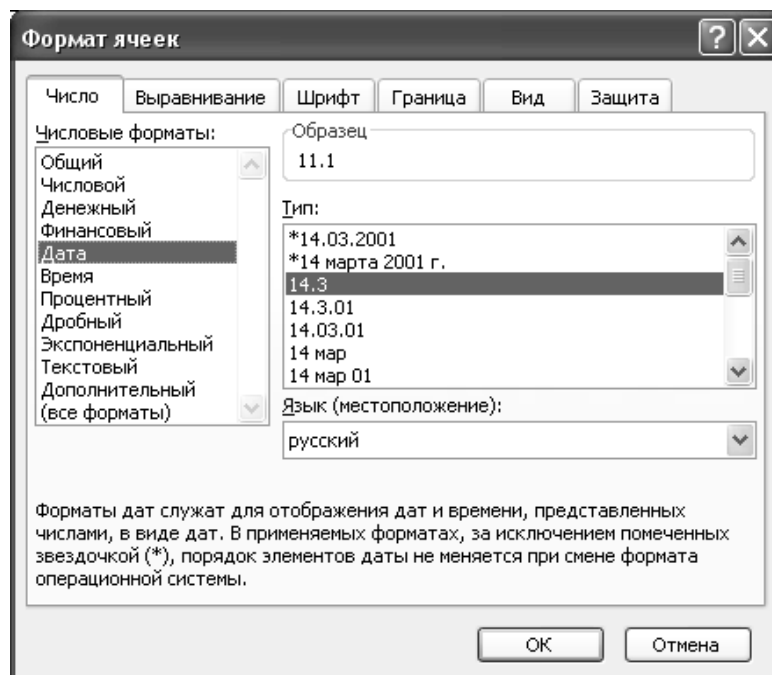 Формат ячеек
Число
Выравнивание
Шрифт
Граница
Вид
Защита
Числовые форматы:
Общий
Числовой
Денежный
Финансовый
Дата
Время
Процентный
Дробный
Экспоненциальный
Текстовый
Дополнительный
(все форматы)
Образец
11.1
Тип:
*14.03.2001
*14 марта 2001 г.
14.3
14.3.01
14.03.01
14 мар
14 мар 01
Язык (местоположение):
русский
Форматы дат служат для отображения дат и времени, представленных
числами, в виде дат. В применяемых форматах, за исключением помеченных
звездочкой (*), порядок элементов даты не меняется при смене формата
операционной системы.
ОК
Отмена